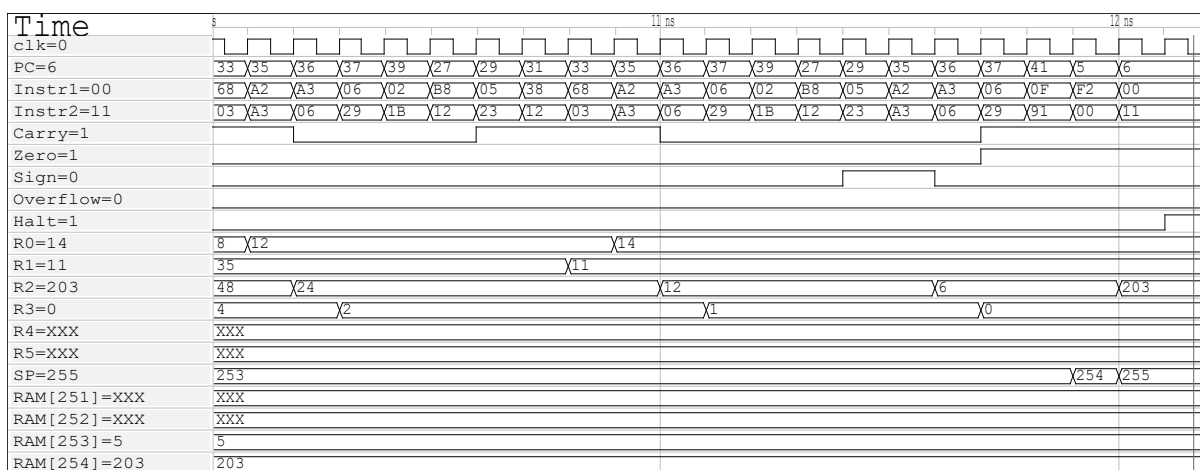 Time s 11 ns 12 ns
clk=0
PC=6 33 35 36 37 39 27 29 31 33 35 36 37 39 27 29 35 36 37 41 5 6
Instr1=00 68 A2 A3 06 02 B8 05 38 68 A2 A3 06 02 B8 05 A2 A3 06 0F F2 00
Instr2=11 03 A3 06 29 1B 12 23 12 03 A3 06 29 1B 12 23 A3 06 29 91 00 11
Carry=1
Zero=1
Sign=0
Overflow=0
Halt=1
R0=14 8 12 14
R1=11 35 11
R2=203 48 24 12 6 203
R3=0 4 2 1 0
R4=XXX XXX
R5=XXX XXX
SP=255 253 254 255
RAM[251]=XXX XXX
RAM[252]=XXX XXX
RAM[253]=5 5
RAM[254]=203 203